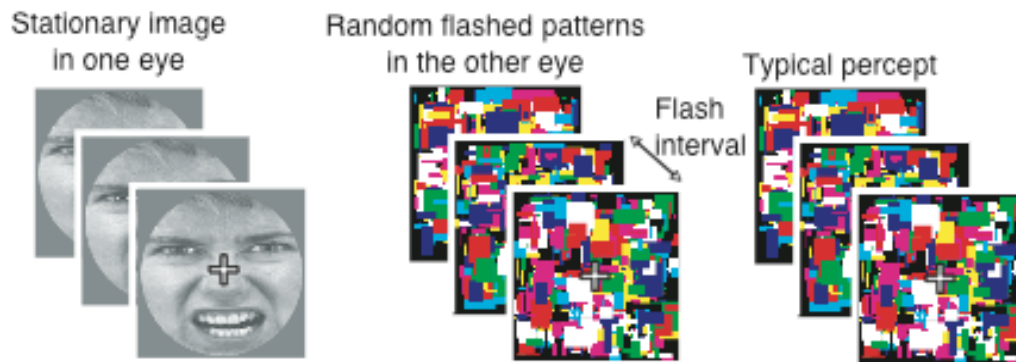 Stationary image
in one eye
Random flashed patterns
in the other eye
Flash
interval
Typical percept